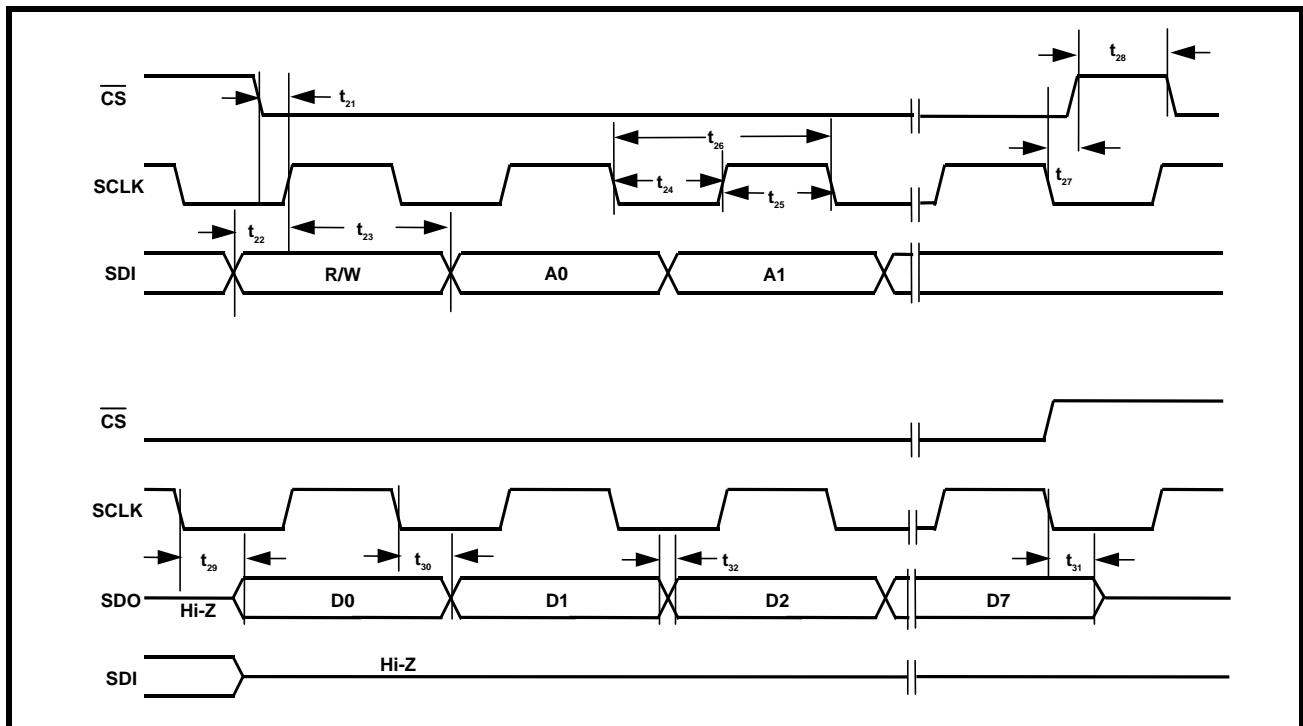 CS
t21
t28
SCLK
t26
t24
t25
t27
t22
t23
SDI
R/W
A0
A1
CS
SCLK
t29
t30
t32
t31
SDO
Hi-Z
D0
D1
D2
D7
SDI
Hi-Z